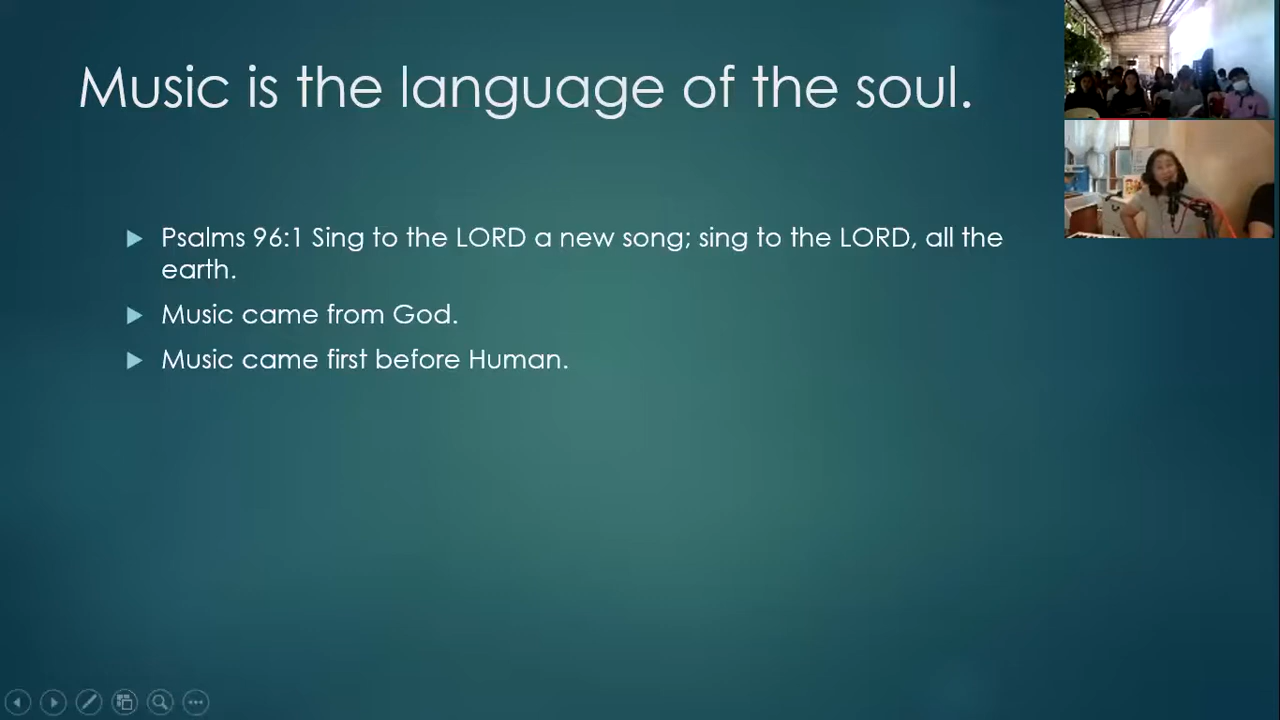 Music is the language of the soul.
Psalms 96:1 Sing to the LORD a new song; sing to the LORD, all the
earth.
Music came from God.
Music came first before Human.